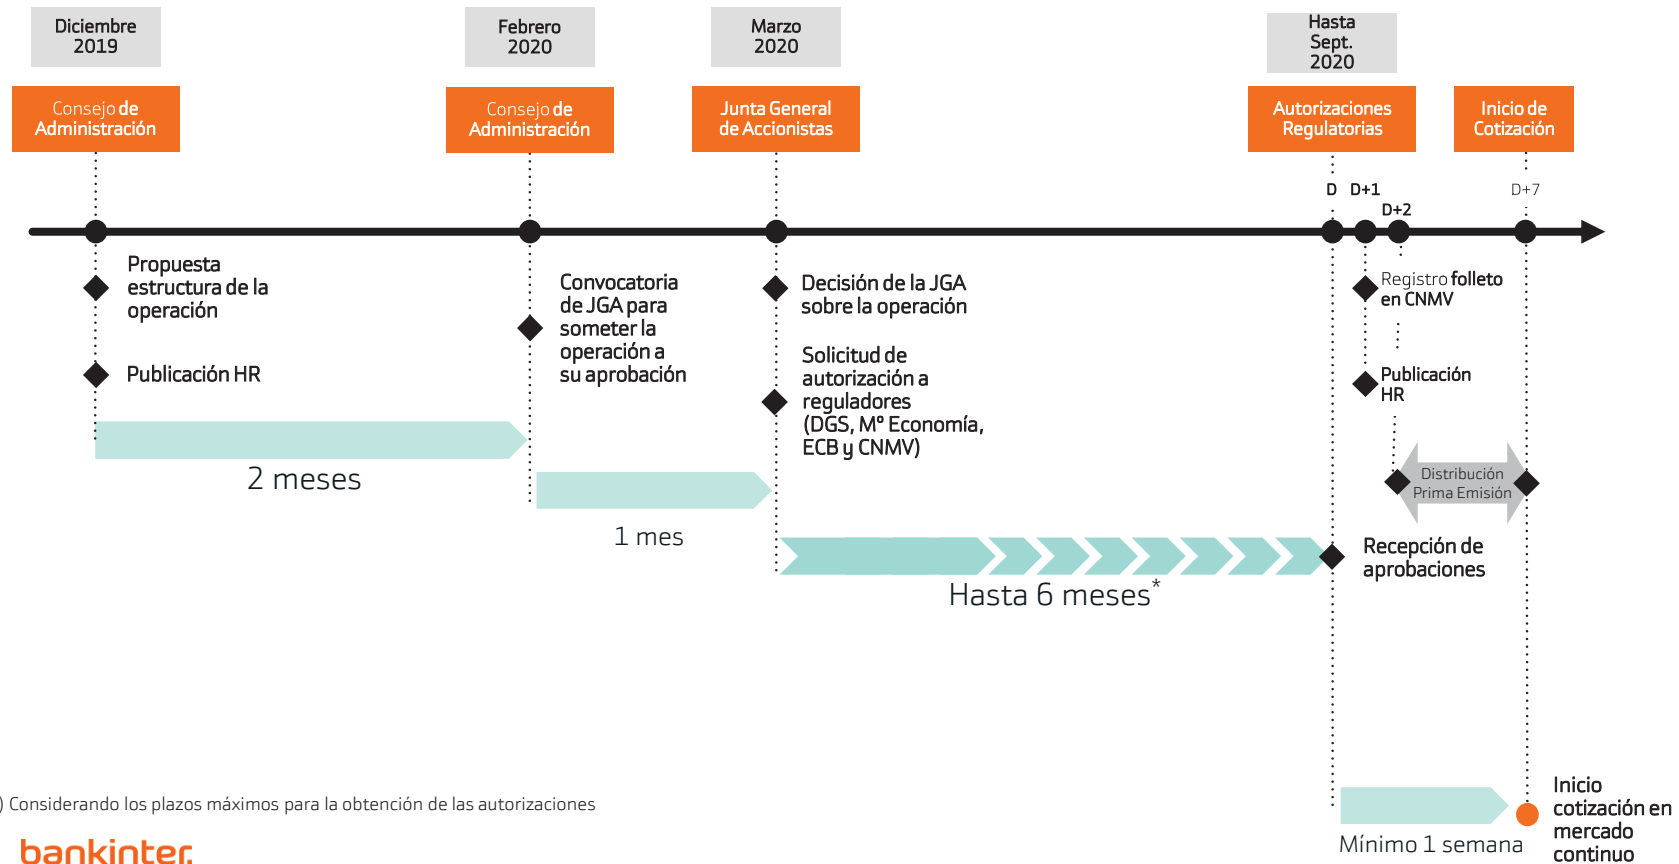 Diciembre
2019
Febrero
2020
Marzo
2020
Hasta
Sept.
2020
Consejo de
Administración
Consejo de
Administración
Junta General
de Accionistas
Autorizaciones
Regulatorias
Inicio de
Cotización
D
D+1
D+2
D+7
Propuesta
estructura de la
operación
Publicación HR
Convocatoria
de JGA para
someter la
operación a
su aprobación
Decisión de la JGA
sobre la operación
Solicitud de
autorización a
reguladores
(DGS, Mº Economía,
ECB y CNMV)
Registro folleto
en CNMV
Publicación
HR
Distribución
Prima Emisión
Recepción de
aprobaciones
2 meses
1 mes
Hasta 6 meses*
Mínimo 1 semana
Inicio
cotización en
mercado
continuo
) Considerando los plazos máximos para la obtención de las autorizaciones
bankinter.